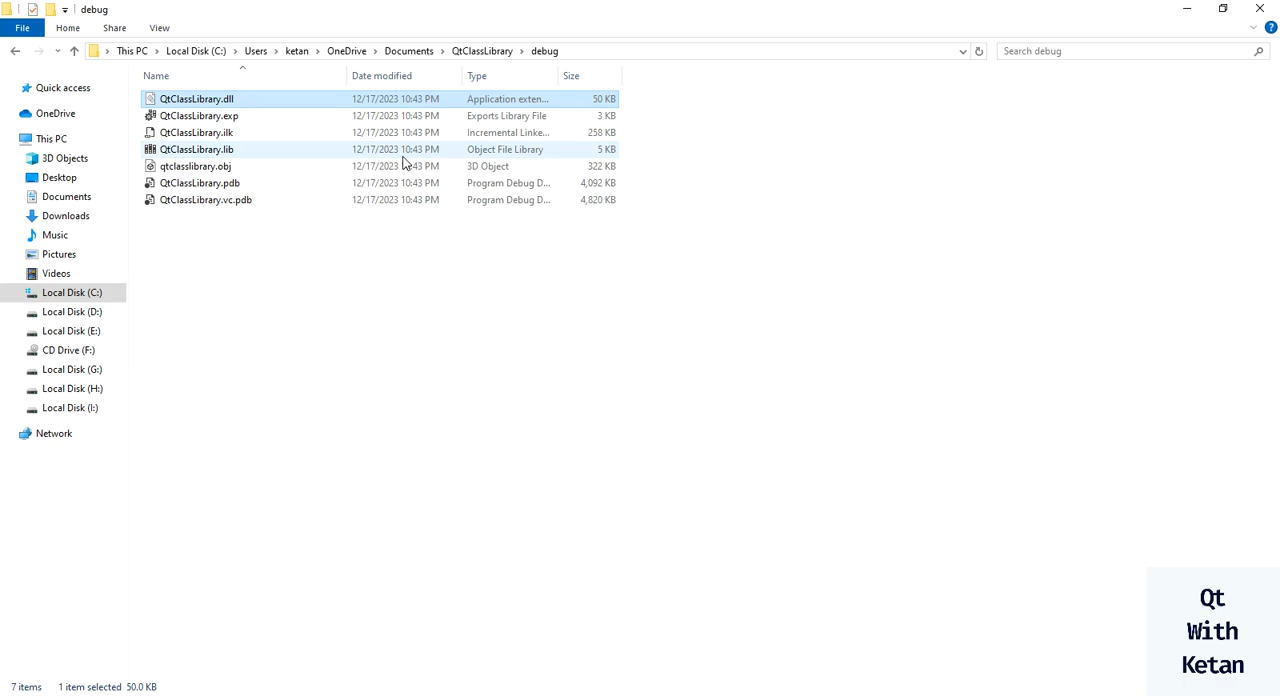 debug
File Home Share View
This PC > Local Disk (C:) > Users > ketan > OneDrive > Documents > QtClassLibrary > debug
Search debug
Name Date modified Type Size
QtClassLibrary.dll 12/17/2023 10:43 PM Application exten... 50 KB
QtClassLibrary.exp 12/17/2023 10:43 PM Exports Library File 3 KB
QtClassLibrary.ilk 12/17/2023 10:43 PM Incremental Linke... 258 KB
QtClassLibrary.lib 12/17/2023 10:43 PM Object File Library 5 KB
qtclasslibrary.obj 12/17/2023 10:43 PM 3D Object 322 KB
QtClassLibrary.pdb 12/17/2023 10:43 PM Program Debug D... 4,092 KB
QtClassLibrary.vc.pdb 12/17/2023 10:43 PM Program Debug D... 4,820 KB
Quick access
OneDrive
This PC
3D Objects
Desktop
Documents
Downloads
Music
Pictures
Videos
Local Disk (C:)
Local Disk (D:)
Local Disk (E:)
CD Drive (F:)
Local Disk (G:)
Local Disk (H:)
Local Disk (I:)
Network
Qt
With
Ketan
7 items 1 item selected 50.0 KB